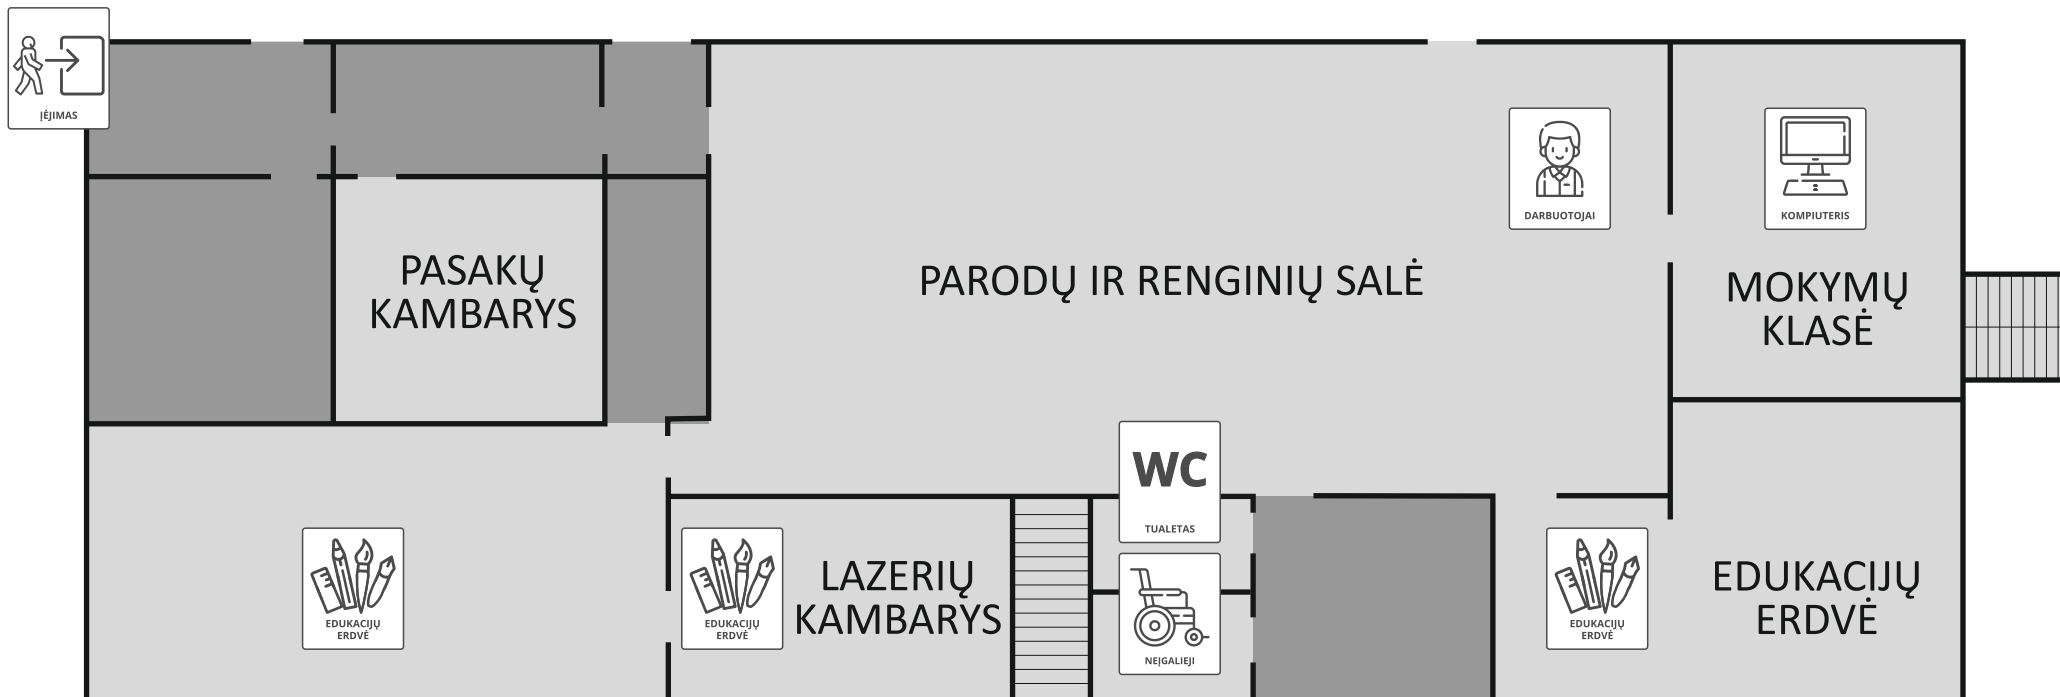 ĮĖJIMAS
DARBUOTOJAI
KOMPIUTERIS
PASAKŲ
KAMBARYS
PARODŲ IR RENGINIŲ SALĖ
MOKYMŲ
KLASĖ
WC
TUALETAS
EDUKACIJŲ
ERDVĖ
EDUKACIJŲ
ERDVĖ
LAZERIŲ
KAMBARYS
NEĮGALIEJI
EDUKACIJŲ
ERDVĖ
EDUKACIJŲ
ERDVĖ